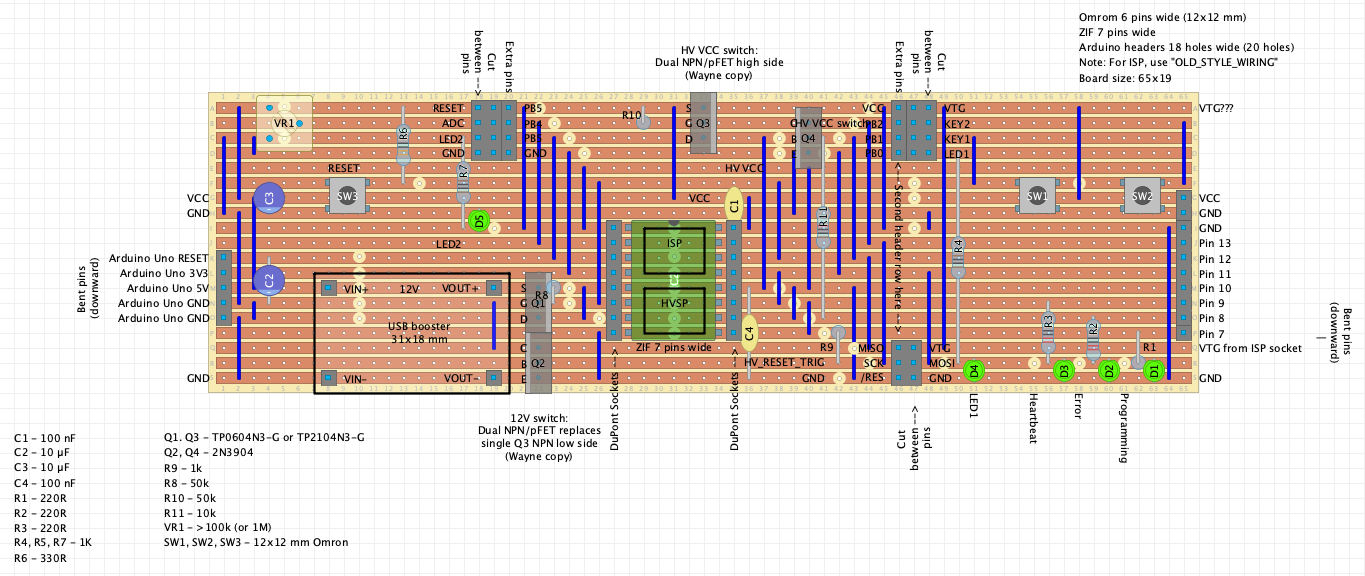 Omrom 6 pins wide (12x12 mm)
ZIF 7 pins wide
Arduino headers 18 holes wide (20 holes)
Note: For ISP, use "OLD_STYLE_WIRING"
Board size: 65x19
HV VCC switch:
Dual NPN/pFET high side
(Wayne copy)
Cut
between -->
pins
Extra pins
Extra pins
Cut
between -->
pins
VR1
R6
RESET
ADC
LED2
GND
PB5
PB4
PB3
GND
R10
S
G
D
Q3
HV VCC switch
C
B
E
Q4
VCC
PB2
PB1
PB0
VTG
KEY2
KEY1
LED1
VTG???
RESET
R7
HV VCC
VCC
GND
C3
SW3
D5
VCC
C1
R11
<-- Second header row here -->
SW1
SW2
VCC
GND
GND
LED2
ISP
R4
Pin 13
Arduino Uno RESET
Pin 12
Arduino Uno 3V3
C2
Pin 11
Arduino Uno 5V
VIN+
12V
VOUT+
S
R8
Pin 10
Arduino Uno GND
G
Q1
HVSP
Pin 9
Arduino Uno GND
D
Pin 8
Bent pins
(downward)
USB booster
31x18 mm
C4
R3
R2
Pin 7
C
B
E
Q2
ZIF 7 pins wide
R9
MISO
VTG
R1
VTG from ISP socket
HV_RESET_TRIG
SCK
MOSI
D4
D3
D2
D1
GND
VIN-
VOUT-
GND
/RES
GND
GND
Bent pins
—
(downward)
DuPont Sockets -->
DuPont Sockets -->
Cut
between -->
pins
LED1
Heartbeat
Error
Programming
12V switch:
Dual NPN/pFET replaces
single Q3 NPN low side
(Wayne copy)
C1 – 100 nF
C2 – 10 µF
C3 – 10 µF
C4 – 100 nF
R1 – 220R
R2 – 220R
R3 – 220R
R4, R5, R7 – 1K
R6 – 330R
Q1. Q3 – TP0604N3-G or TP2104N3-G
Q2, Q4 – 2N3904
R9 – 1k
R8 – 50k
R10 – 50k
R11 – 10k
VR1 – >100k (or 1M)
SW1, SW2, SW3 – 12x12 mm Omron